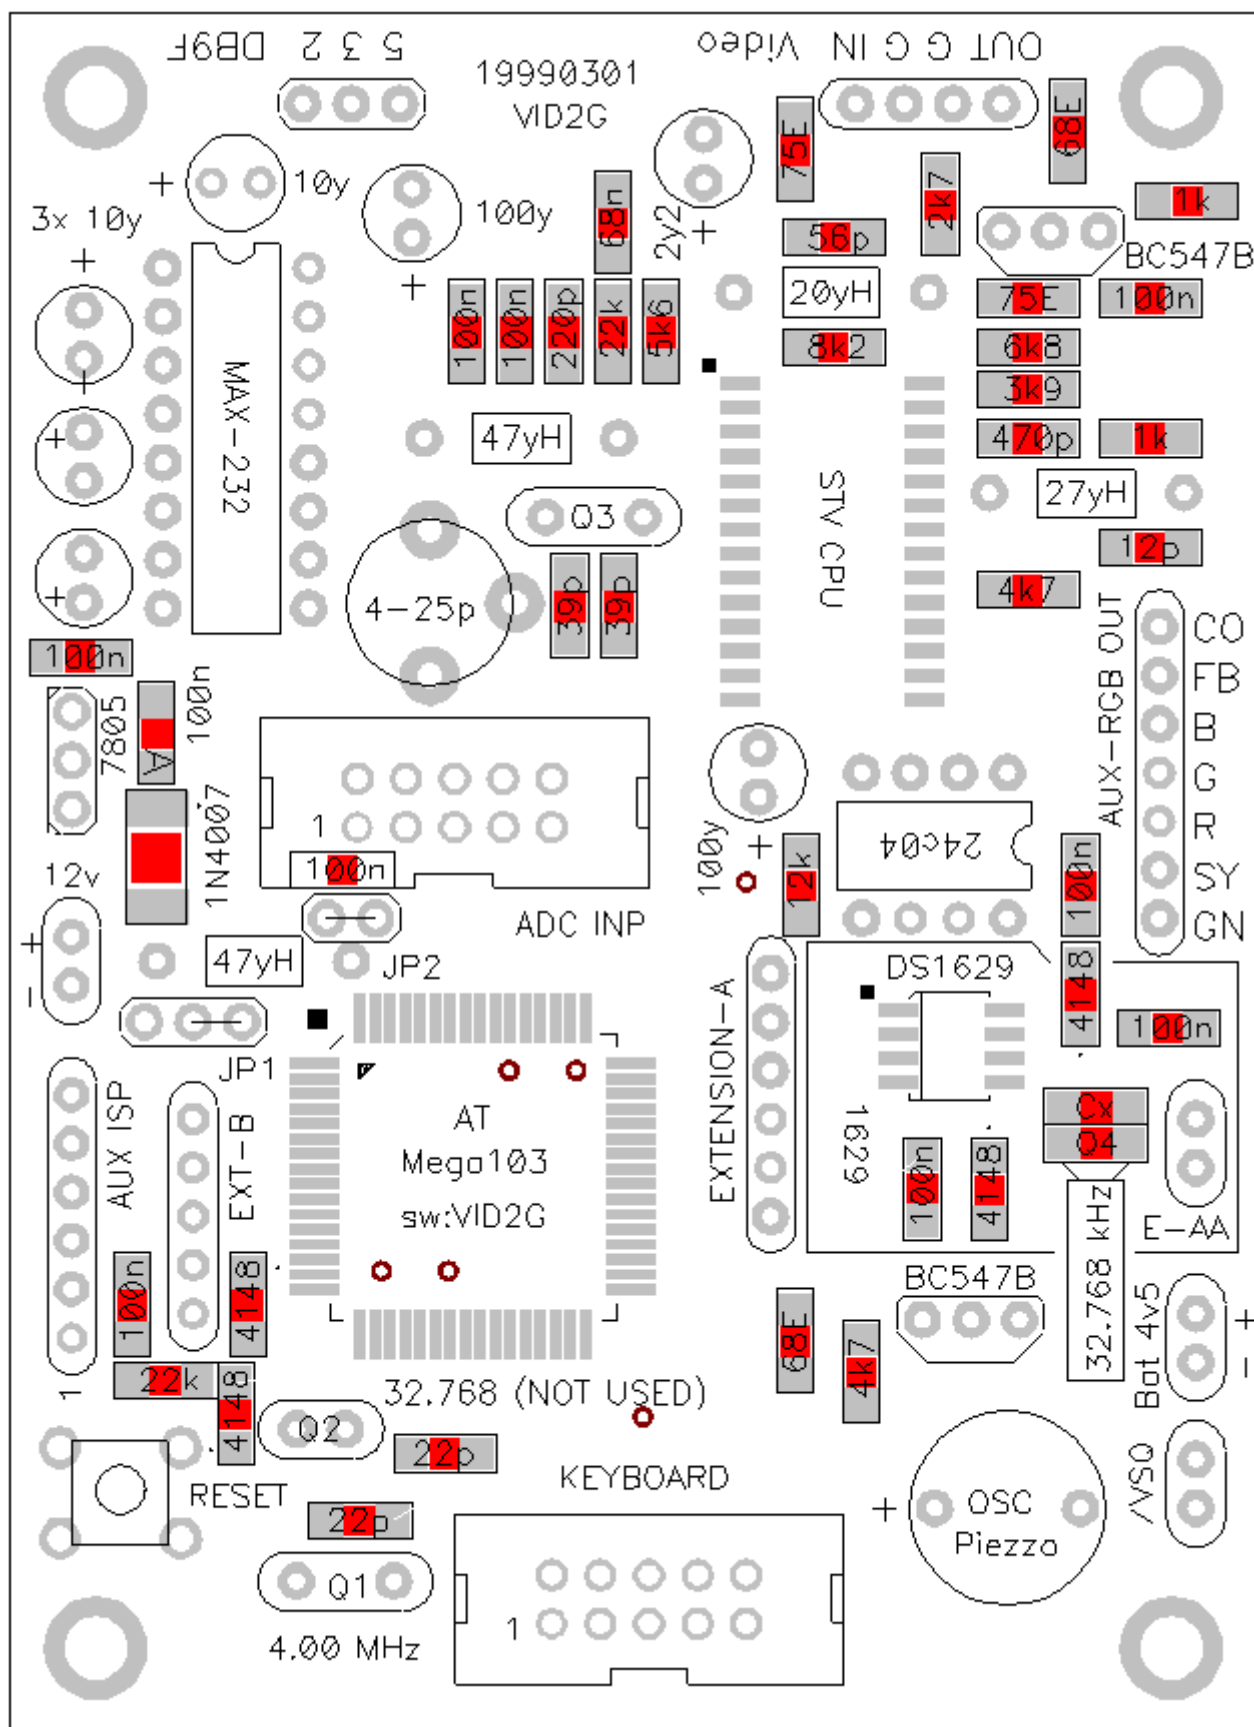 DB9F 2 3 5
19990301
VID2G
Video IN G G OUT
75E
68E
10y
100y
68n
2y2
2k7
1k
3x 10y
56p
BC547B
20yH
75E
100n
100n
100n
220p
22k
5k6
8k2
6k8
3k9
MAX-232
47yH
470p
1k
STV CPU
27yH
Q3
12p
4-25p
39p
39p
4k7
AUX-RGB OUT
CO
FB
B
G
R
SY
GN
100n
100n
7805
A
1N4007
1
100n
ADC INP
100y
12k
24c04
100n
12v
47yH
JP2
DS1629
4148
100n
EXTENSION-A
JP1
AUX ISP
EXT-B
AT
Mega103
sw:VID2G
1629
Cx
Q4
100n
4148
32.768 kHz
E-AA
100n
4148
BC547B
Bat 4v5
68E
4k7
22k
1
4148
32.768 (NOT USED)
Q2
22p
RESET
KEYBOARD
OSC
Piezzo
/VSO
22p
Q1
1
4.00 MHz